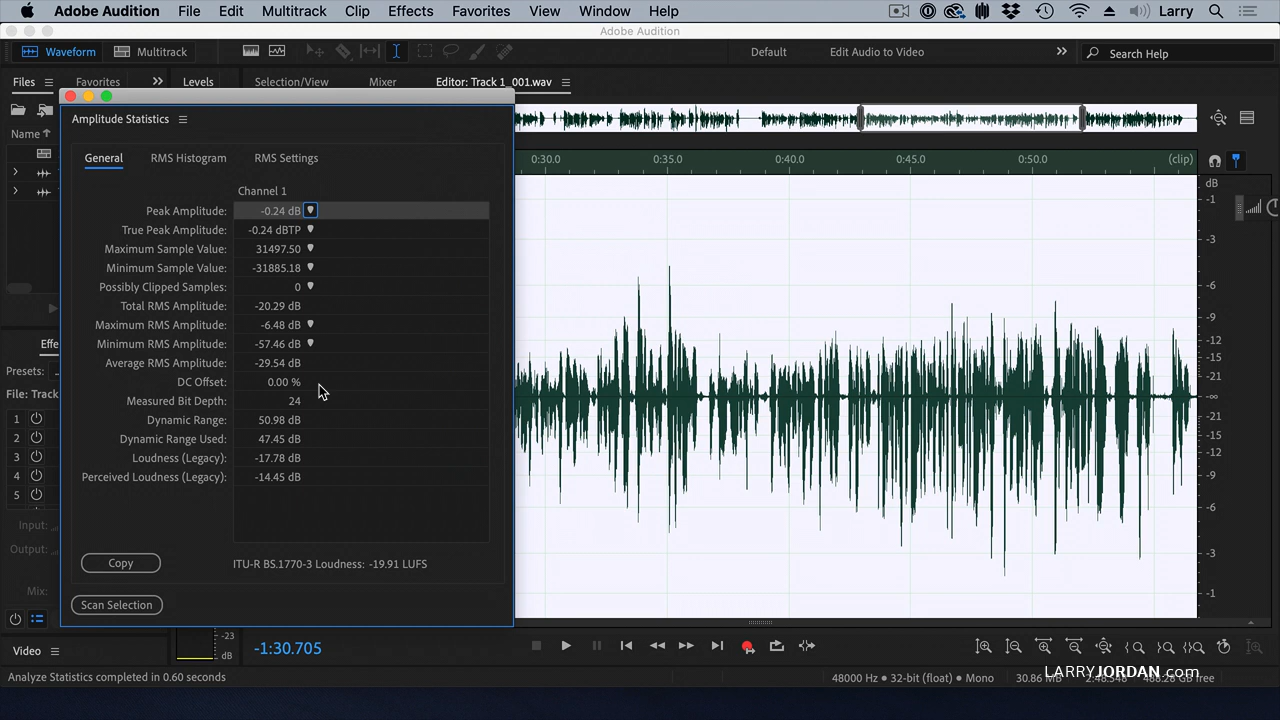 Adobe Audition File Edit Multitrack Clip Effects Favorites View Window Help Larry
Adobe Audition
Waveform Multitrack Default Edit Audio to Video Search Help
Files Favorites Levels Selection/View Mixer Editor: Track 1_001.wav
Name
Amplitude Statistics
General RMS Histogram RMS Settings
0:30.0 0:35.0 0:40.0 0:45.0 0:50.0 (clip)
Channel 1
Peak Amplitude: -0.24 dB
True Peak Amplitude: -0.24 dBTP
Maximum Sample Value: 31497.50
Minimum Sample Value: -31885.18
Possibly Clipped Samples: 0
Total RMS Amplitude: -20.29 dB
Maximum RMS Amplitude: -6.48 dB
Minimum RMS Amplitude: -57.46 dB
Average RMS Amplitude: -29.54 dB
DC Offset: 0.00 %
Measured Bit Depth: 24
Dynamic Range: 50.98 dB
Dynamic Range Used: 47.45 dB
Loudness (Legacy): -17.78 dB
Perceived Loudness (Legacy): -14.45 dB
Copy ITU-R BS.1770-3 Loudness: -19.91 LUFS
Scan Selection
dB
-1
-3
-6
-9
-12
-15
-21
-∞
-21
-15
-12
-9
-6
-3
-1
Effe
Presets:
File: Track
1
2
3
4
5
Input:
Output:
Mix:
Video
-23
dB
-1:30.705
LARRYJORDAN.com
Analyze Statistics completed in 0.60 seconds 48000 Hz • 32-bit (float) • Mono 30.86 MB free